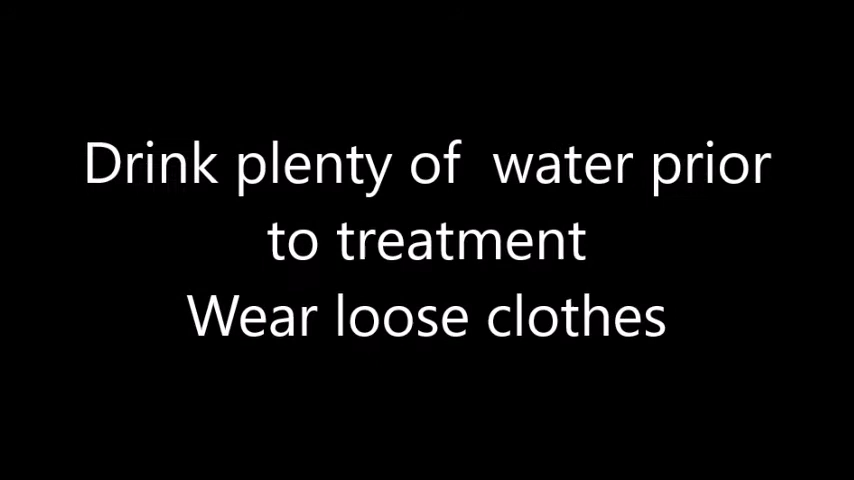 Drink plenty of  water prior
to treatment
Wear loose clothes